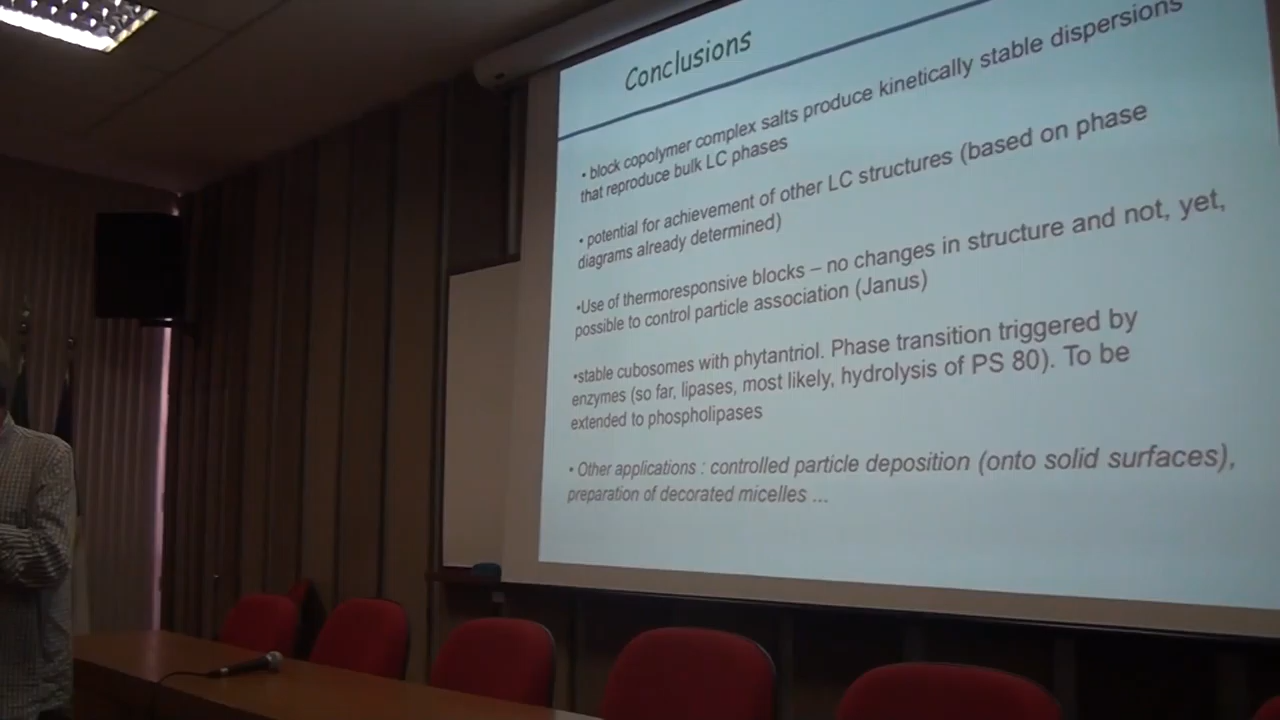 Conclusions
• block copolymer complex salts produce kinetically stable dispersions
that reproduce bulk LC phases
• potential for achievement of other LC structures (based on phase
diagrams already determined)
•Use of thermoresponsive blocks – no changes in structure and not, yet,
possible to control particle association (Janus)
•stable cubosomes with phytantriol. Phase transition triggered by
enzymes (so far, lipases, most likely, hydrolysis of PS 80). To be
extended to phospholipases
• Other applications : controlled particle deposition (onto solid surfaces),
preparation of decorated micelles ...